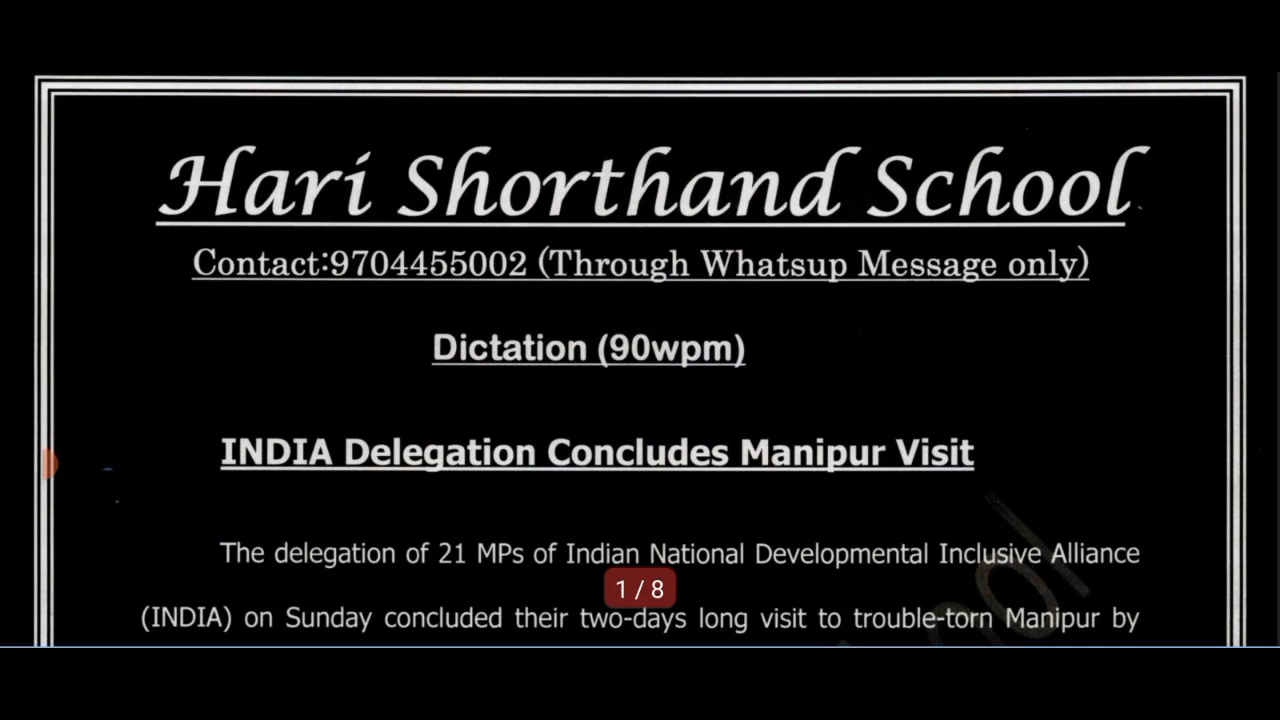 Hari Shorthand School
Contact:9704455002 (Through Whatsup Message only)
Dictation (90wpm)
INDIA Delegation Concludes Manipur Visit
The delegation of 21 MPs of Indian National Developmental Inclusive Alliance
1 / 8
(INDIA) on Sunday concluded their two-days long visit to trouble-torn Manipur by